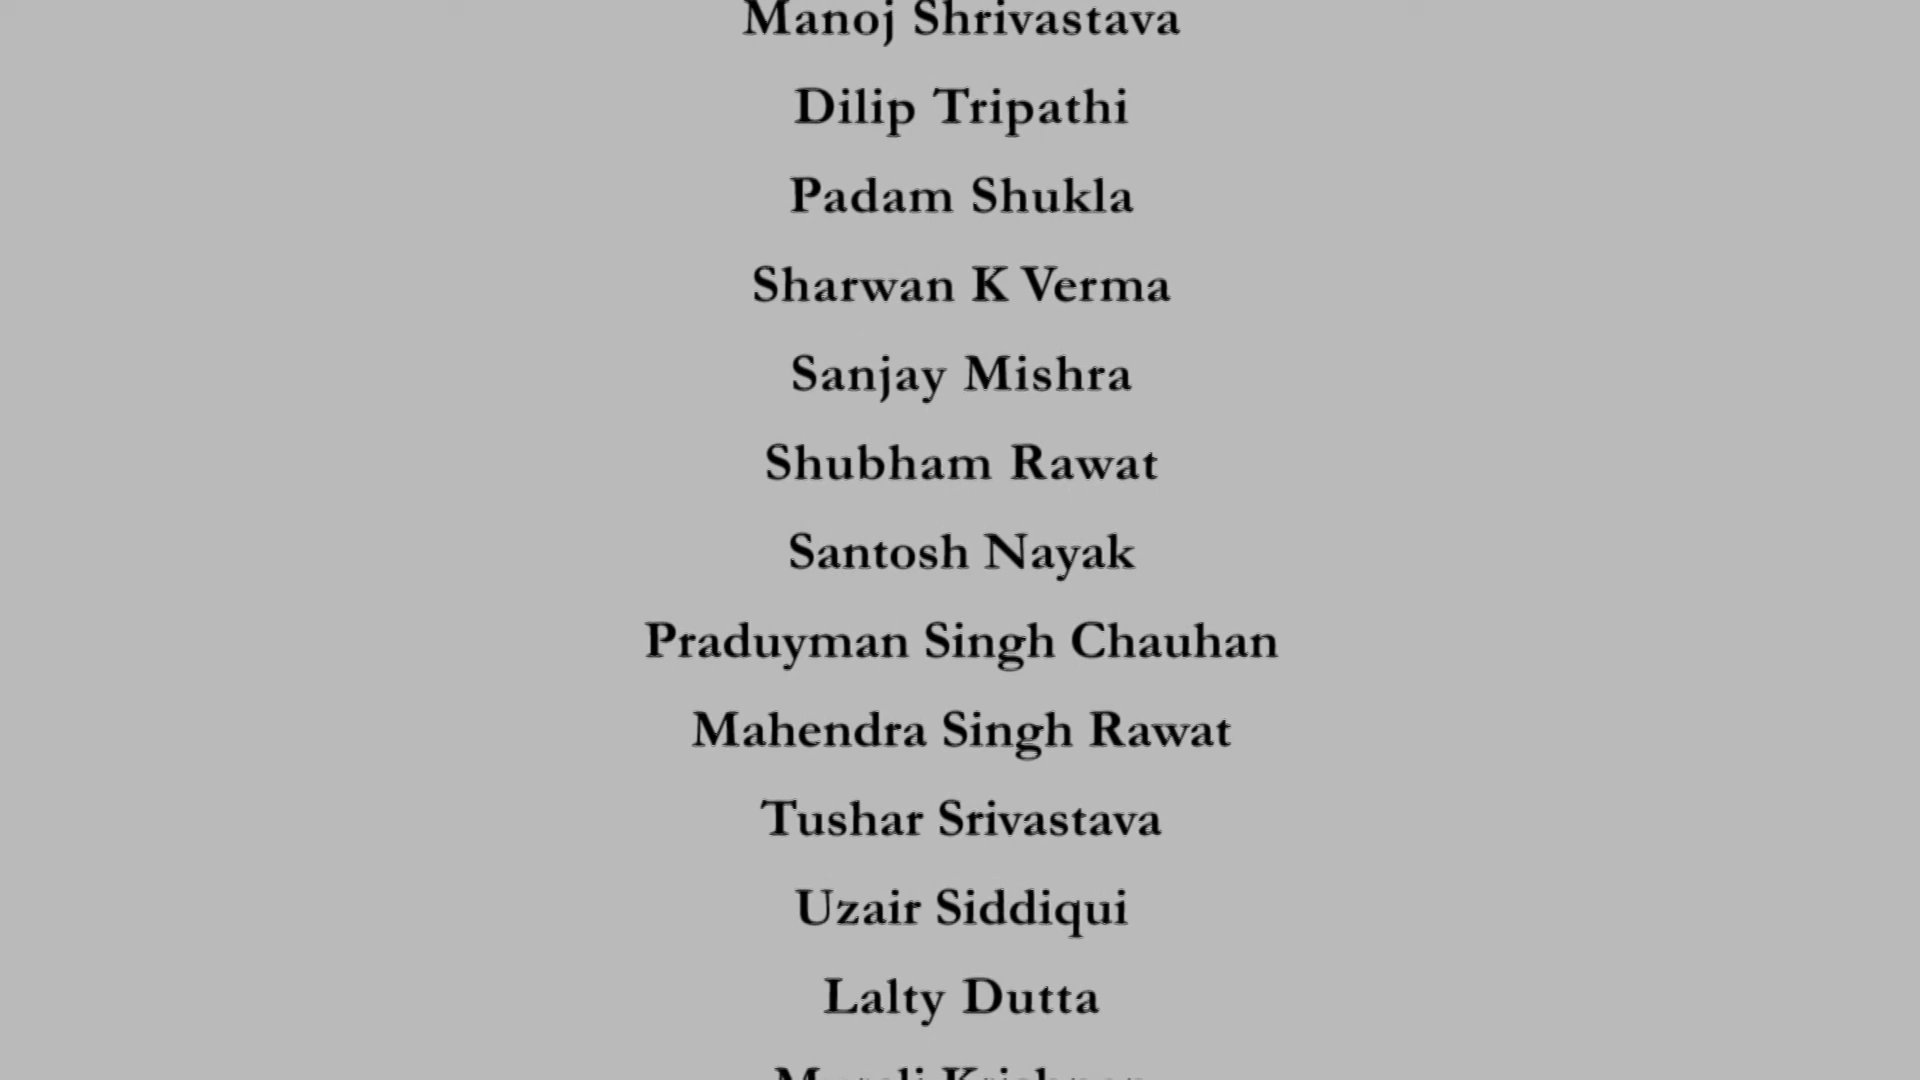 Manoj Shrivastava
Dilip Tripathi
Padam Shukla
Sharwan K Verma
Sanjay Mishra
Shubham Rawat
Santosh Nayak
Praduyman Singh Chauhan
Mahendra Singh Rawat
Tushar Srivastava
Uzair Siddiqui
Lalty Dutta